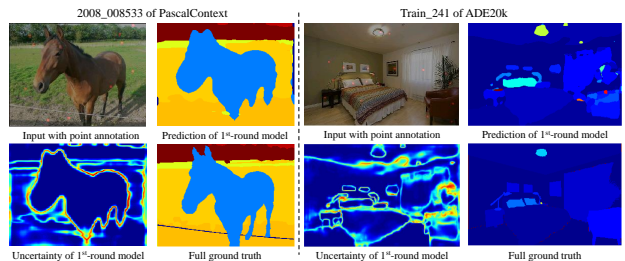 2008_008533 of PascalContext
Train_241 of ADE20k
Input with point annotation
Prediction of 1st-round model
Input with point annotation
Prediction of 1st-round model
Uncertainty of 1st-round model
Full ground truth
Uncertainty of 1st-round model
Full ground truth